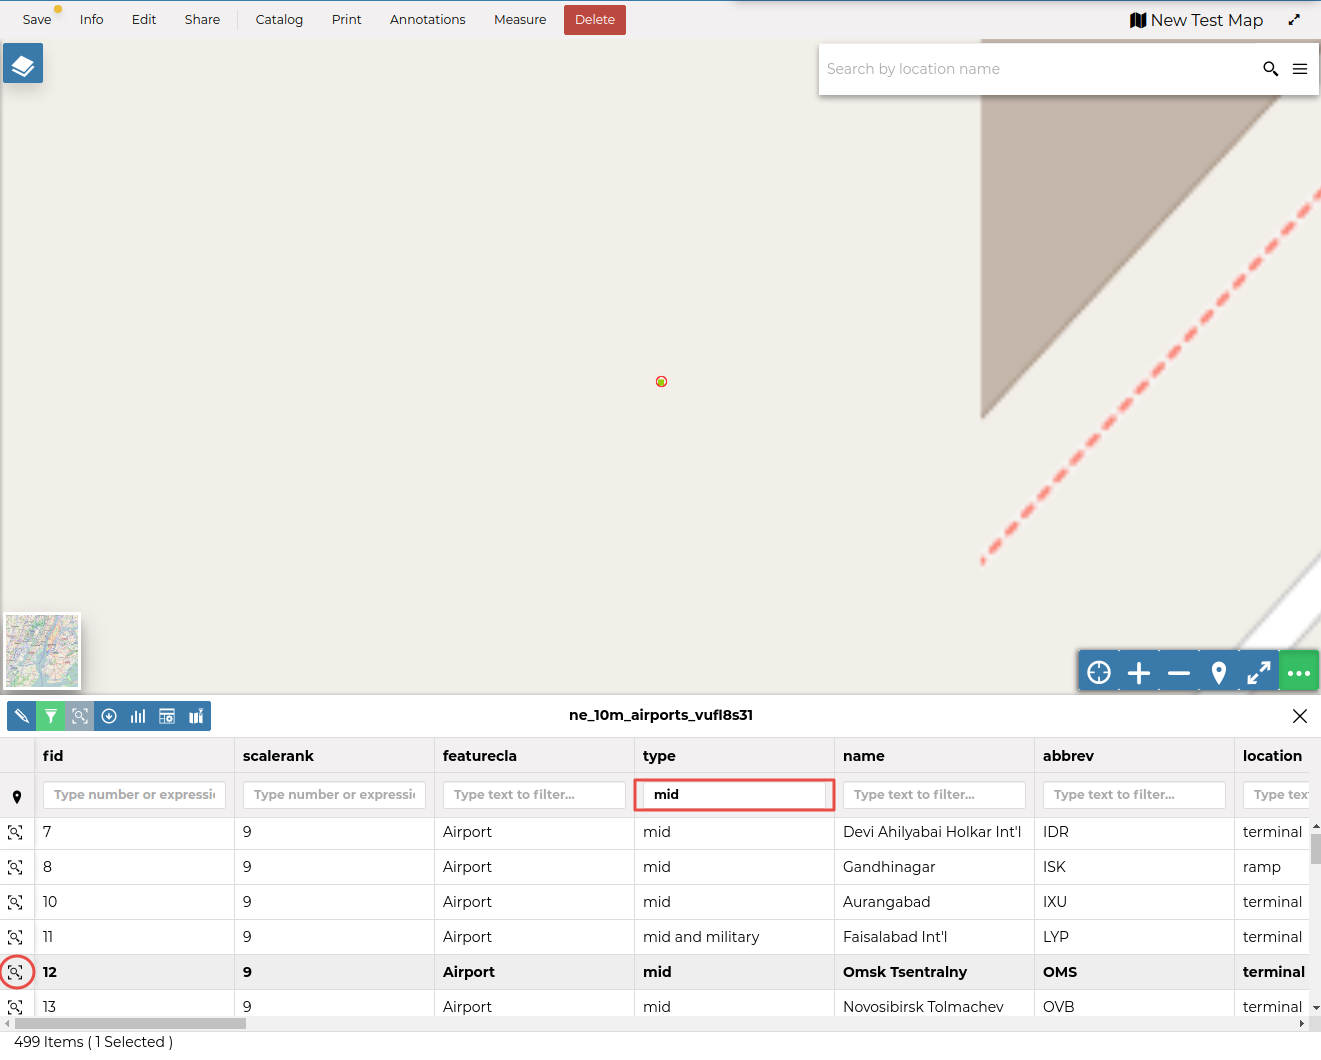 Save Info Edit Share Catalog Print Annotations Measure Delete New Test Map
Search by location name
ne_10m_airports_vufl8s31
fid scalerank featurecla type name abbrev location
Type number or expressi Type number or expressi Type text to filter... mid Type text to filter... Type text to filter... Type tex
7 9 Airport mid Devi Ahilyabai Holkar Int'l IDR terminal
8 9 Airport mid Gandhinagar ISK ramp
10 9 Airport mid Aurangabad IXU terminal
11 9 Airport mid and military Faisalabad Int'l LYP terminal
12 9 Airport mid Omsk Tsentralny OMS terminal
13 9 Airport mid Novosibirsk Tolmachev OVB terminal
499 Items ( 1 Selected )